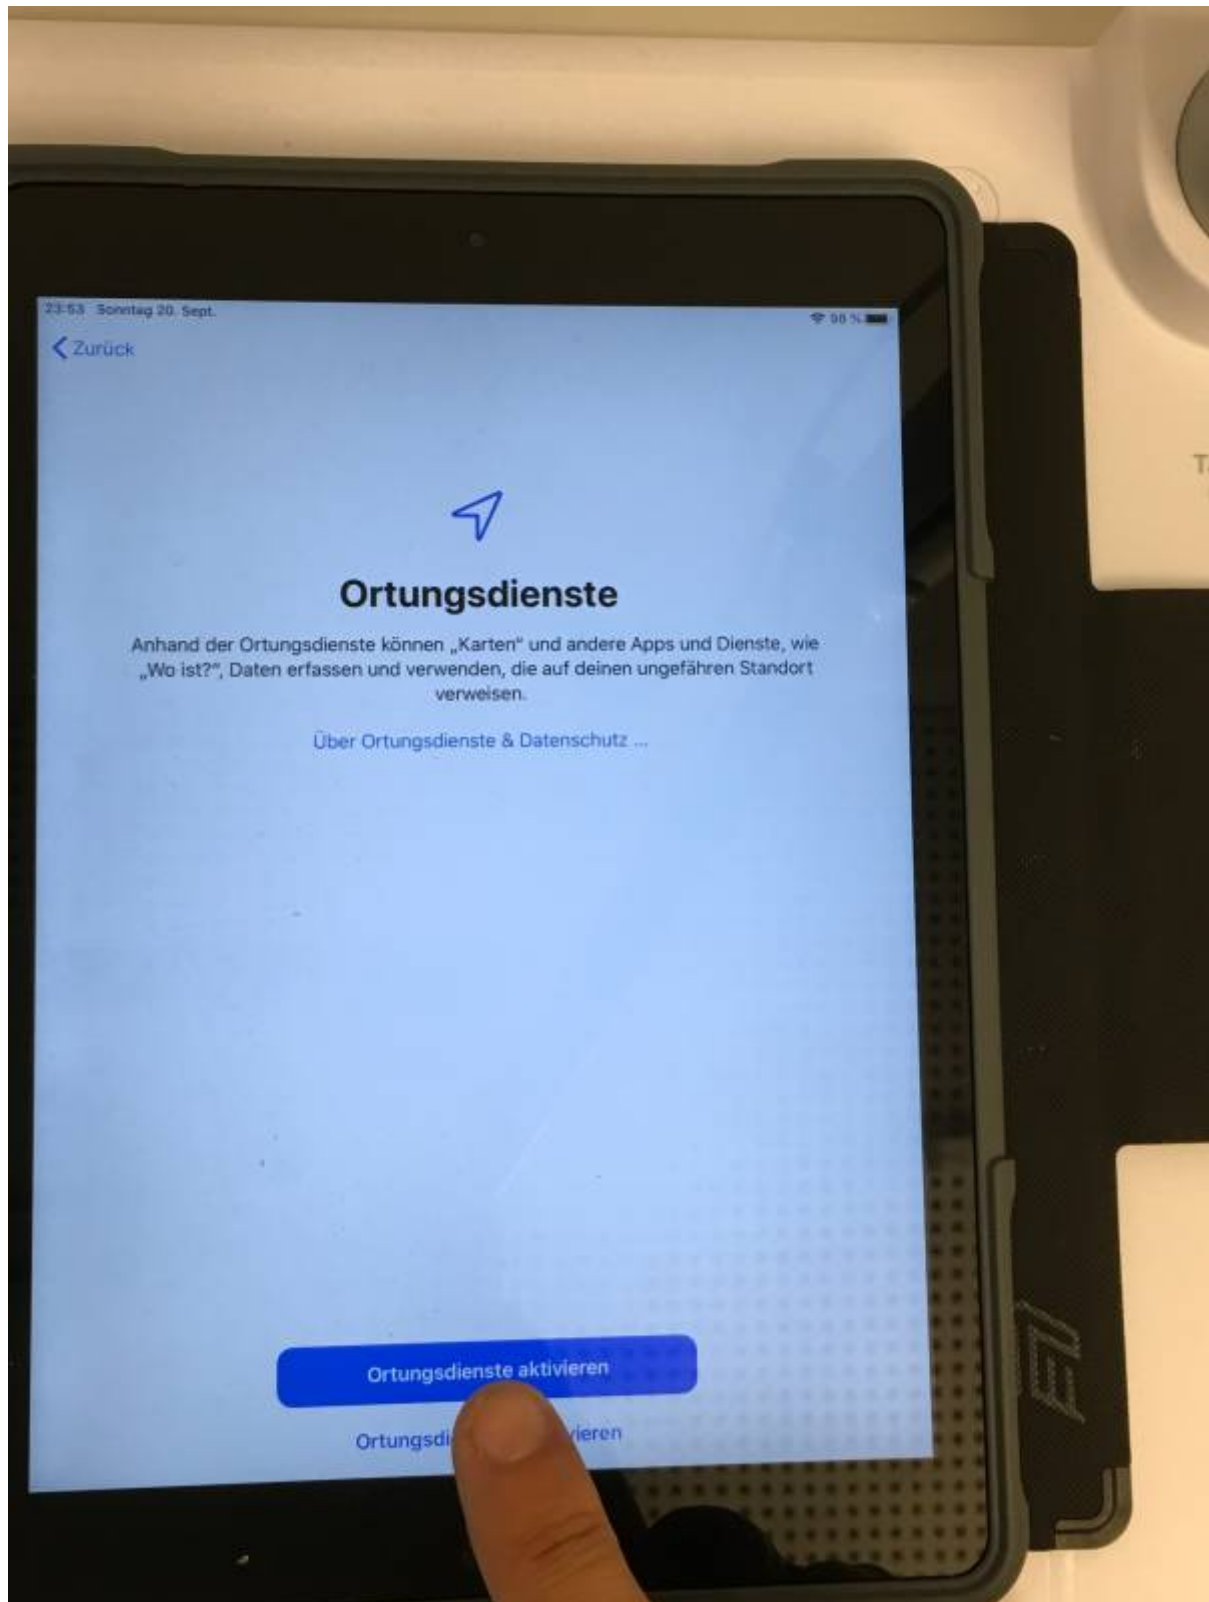 23:53 Sonntag 20. Sept.
98 %
Zurück
Ortungsdienste
Anhand der Ortungsdienste können „Karten“ und andere Apps und Dienste, wie
„Wo ist?“, Daten erfassen und verwenden, die auf deinen ungefähren Standort
verweisen.
Über Ortungsdienste & Datenschutz ...
Ortungsdienste aktivieren